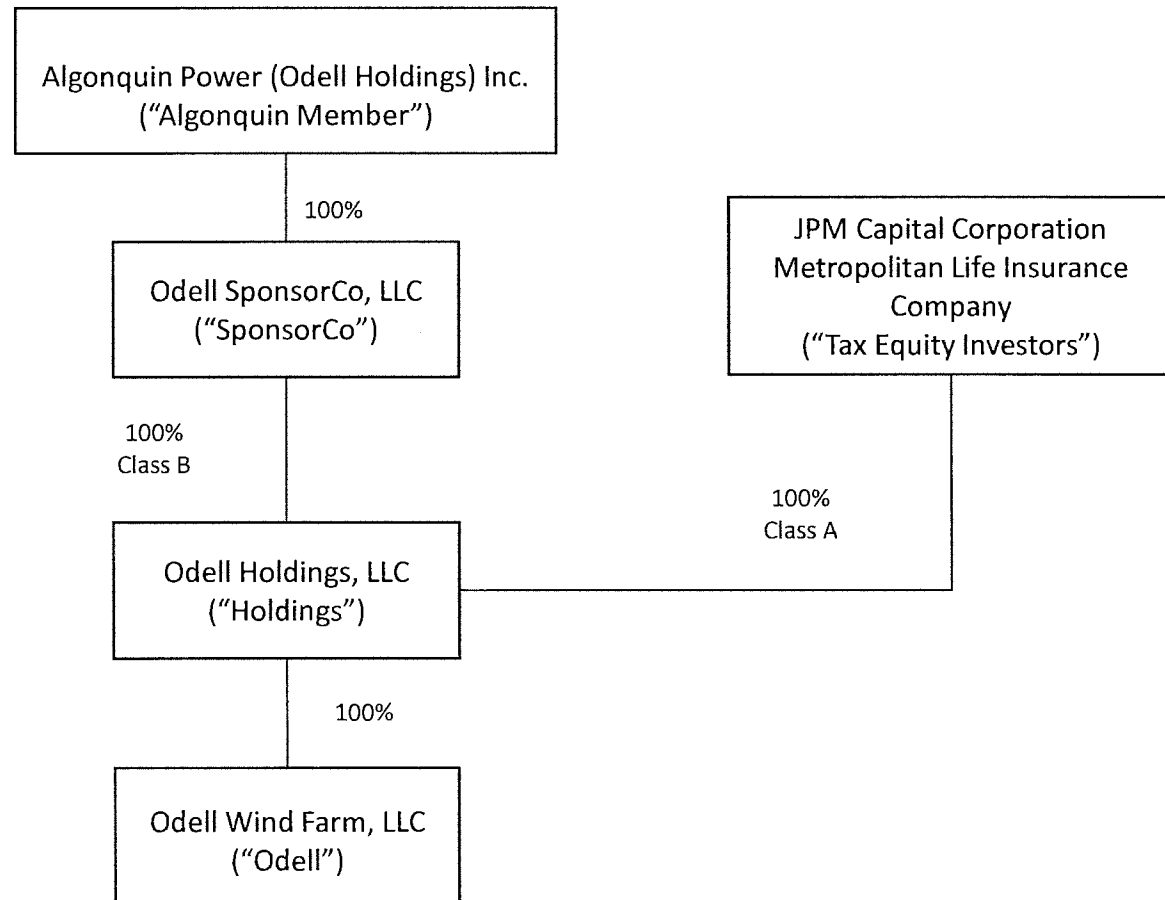 Algonquin Power (Odell Holdings) Inc.
(“Algonquin Member”)
100%
JPM Capital Corporation
Metropolitan Life Insurance
Company
(“Tax Equity Investors”)
Odell SponsorCo, LLC
(“SponsorCo”)
100%
Class B
100%
Class A
Odell Holdings, LLC
(“Holdings”)
100%
Odell Wind Farm, LLC
(“Odell”)